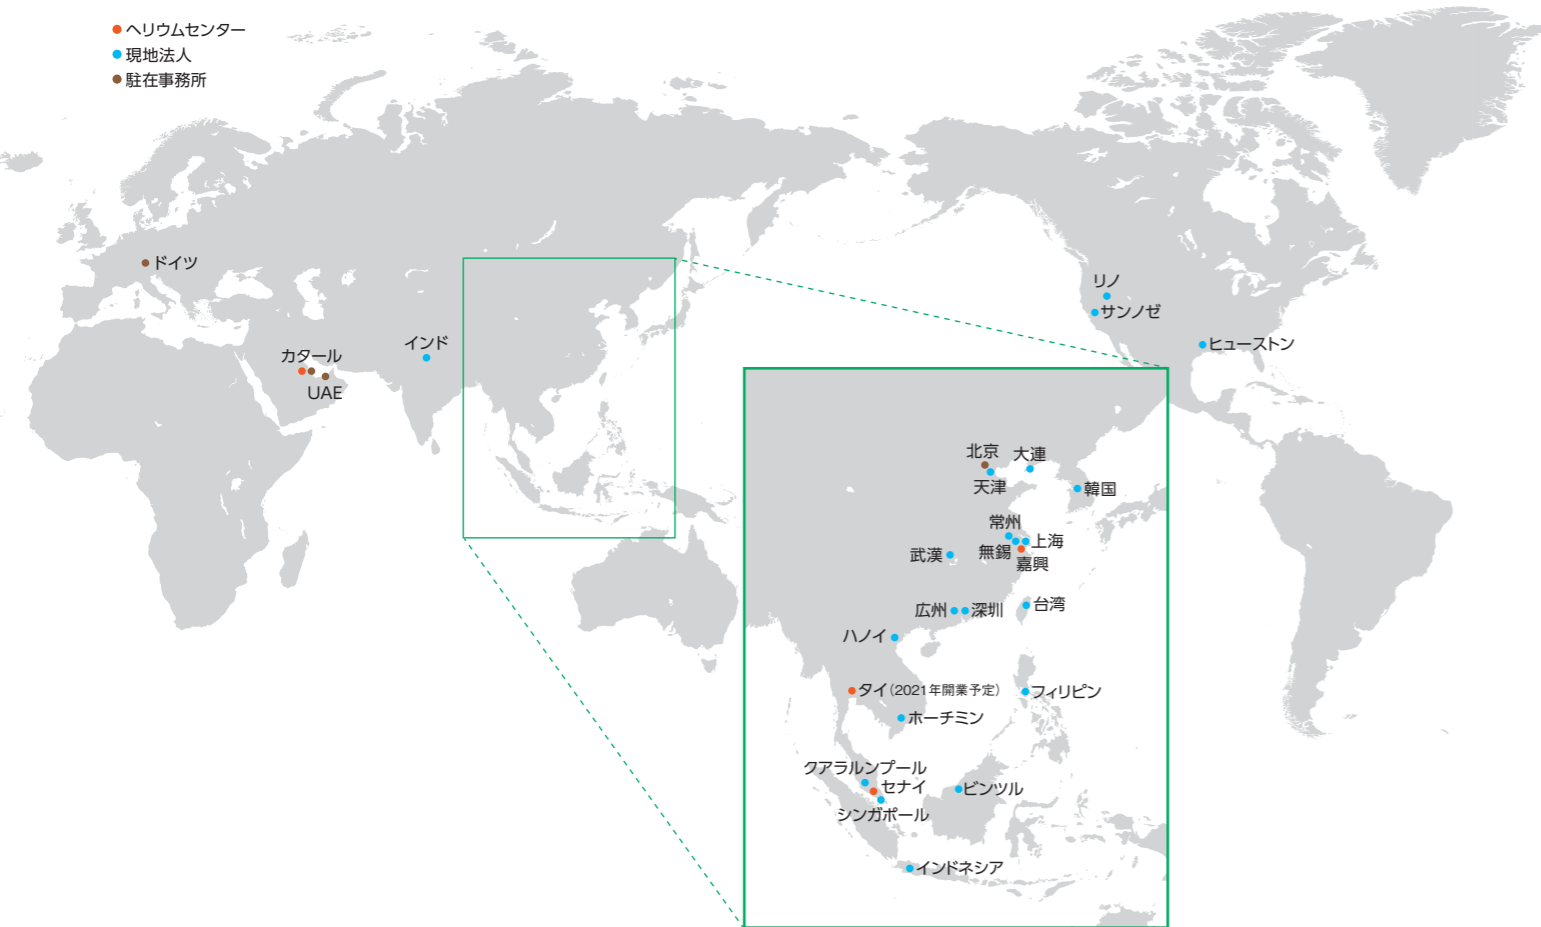 ヘリウムセンター
現地法人
駐在事務所
ドイツ
カタール
UAE
インド
リノ
サンノゼ
ヒューストン
北京
大連
天津
韓国
常州
無錫
上海
嘉興
武漢
広州
深圳
台湾
ハノイ
タイ(2021年開業予定)
フィリピン
ホーチミン
クアラルンプール
セナイ
ビンツル
シンガポール
インドネシア